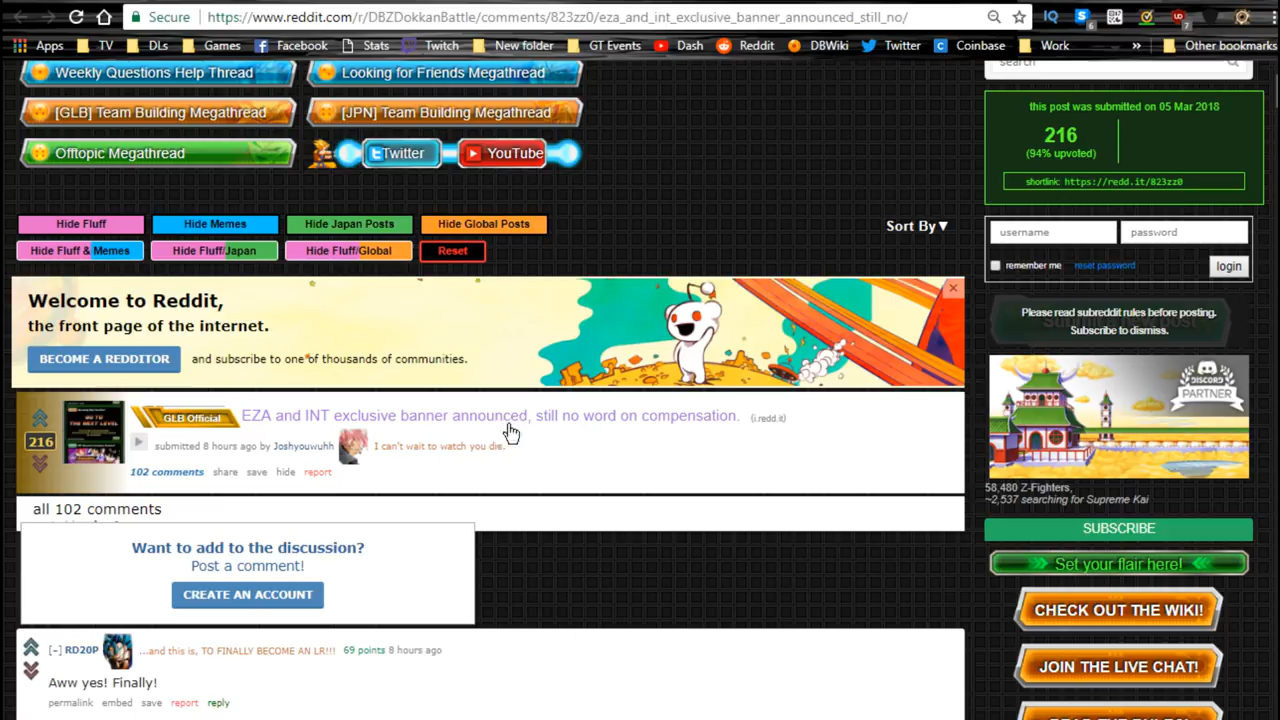 Secure
https://www.reddit.com/r/DBZDokkanBattle/comments/823zz0/eza_and_int_exclusive_banner_announced_still_no/
Apps TV DLs Games Facebook Stats Twitch New folder GT Events Dash Reddit DBWiki Twitter Coinbase Work » Other bookmarks
Weekly Questions Help Thread
Looking for Friends Megathread
[GLB] Team Building Megathread
[JPN] Team Building Megathread
Offtopic Megathread
Twitter
YouTube
search
this post was submitted on 05 Mar 2018
216
(94% upvoted)
shortlink: https://redd.it/823zz0
Hide Fluff Hide Memes Hide Japan Posts Hide Global Posts
Hide Fluff & Memes Hide Fluff/Japan Hide Fluff/Global Reset
Sort By▼
username password
remember me reset password login
Welcome to Reddit,
the front page of the internet.
BECOME A REDDITOR and subscribe to one of thousands of communities.
Please read subreddit rules before posting.
Subscribe to dismiss.
DISCORD
PARTNER
216
GLB Official EZA and INT exclusive banner announced, still no word on compensation. (i.redd.it)
submitted 8 hours ago by Joshyouwuhh I can't wait to watch you die.
102 comments share save hide report
58,480 Z-Fighters,
~2,537 searching for Supreme Kai
SUBSCRIBE
all 102 comments
Want to add to the discussion?
Post a comment!
CREATE AN ACCOUNT
Set your flair here!
CHECK OUT THE WIKI!
JOIN THE LIVE CHAT!
[-] RD20P ...and this is, TO FINALLY BECOME AN LR!!! 69 points 8 hours ago
Aww yes! Finally!
permalink embed save report reply